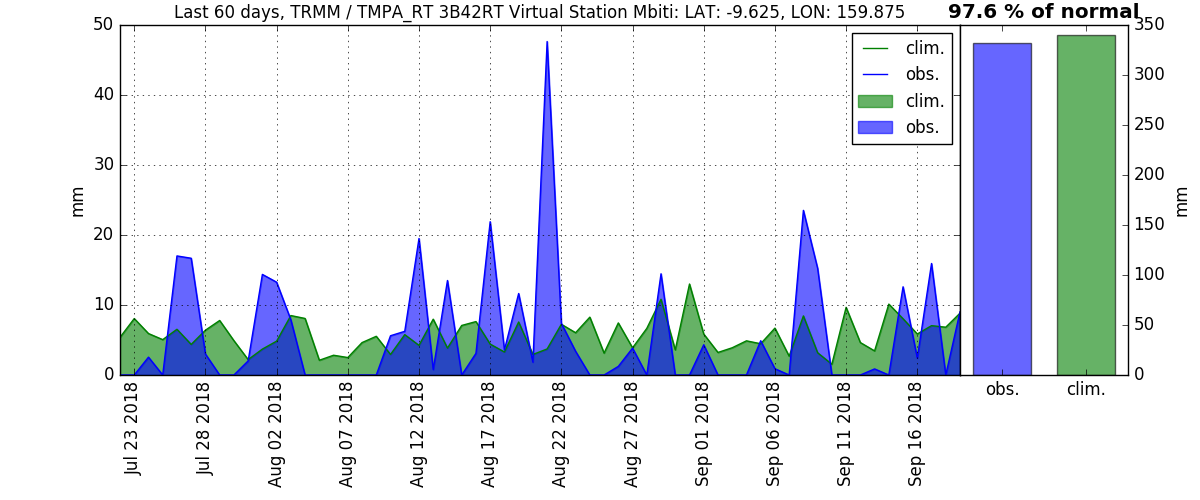 Last 60 days, TRMM / TMPA_RT 3B42RT Virtual Station Mbiti: LAT: -9.625, LON: 159.875
97.6 % of normal
50
40
30
20
10
0
mm
clim.
obs.
clim.
obs.
Jul 23 2018
Jul 28 2018
Aug 02 2018
Aug 07 2018
Aug 12 2018
Aug 17 2018
Aug 22 2018
Aug 27 2018
Sep 01 2018
Sep 06 2018
Sep 11 2018
Sep 16 2018
350
300
250
200
150
100
50
0
mm
obs.
clim.